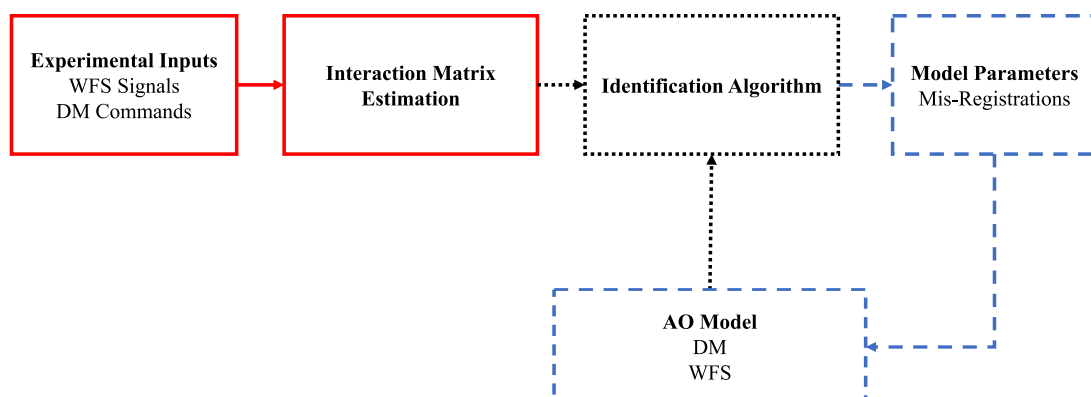 Experimental Inputs
WFS Signals
DM Commands
Interaction Matrix
Estimation
Identification Algorithm
Model Parameters
Mis-Registrations
AO Model
DM
WFS